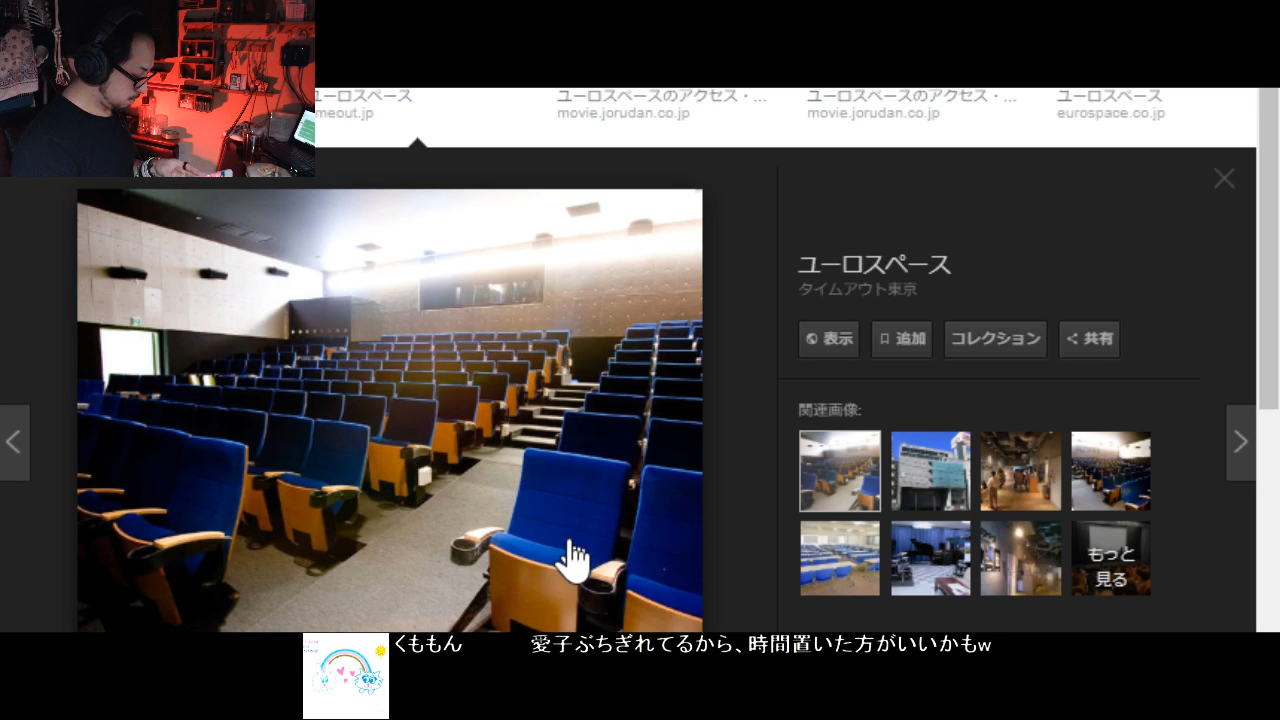 ユーロスペース
ユーロスペースのアクセス・...
ユーロスペースのアクセス・...
ユーロスペース
meout.jp
movie.jorudan.co.jp
movie.jorudan.co.jp
eurospace.co.jp
ユーロスペース
タイムアウト東京
表示
追加
コレクション
共有
関連画像:
もっと
見る
くももん 愛子ぶちぎれてるから、時間置いた方がいいかもw